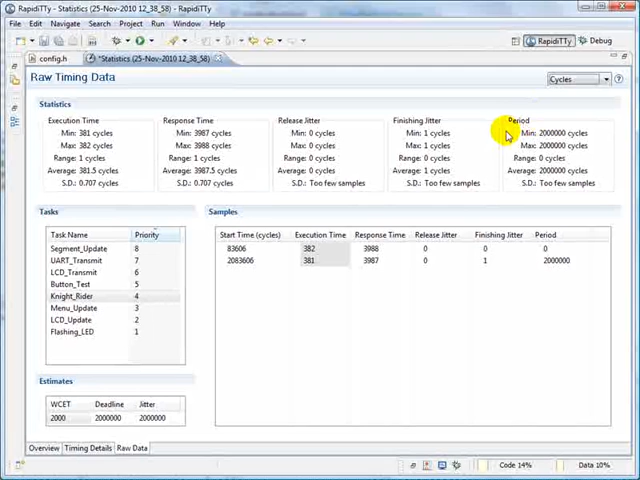 RapidiTTy - Statistics (25-Nov-2010 12_38_58) - RapidiTTy
File Edit Navigate Search Project Run Window Help
RapidiTTy Debug
config.h *Statistics (25-Nov-2010 12_38_58)
Raw Timing Data
Cycles
Statistics
Execution Time Response Time Release Jitter Finishing Jitter Period
Min: 381 cycles Min: 3987 cycles Min: 0 cycles Min: 1 cycles Min: 2000000 cycles
Max: 382 cycles Max: 3988 cycles Max: 0 cycles Max: 1 cycles Max: 2000000 cycles
Range: 1 cycles Range: 1 cycles Range: 0 cycles Range: 0 cycles Range: 0 cycles
Average: 381.5 cycles Average: 3987.5 cycles Average: 0 cycles Average: 1 cycles Average: 2000000 cycles
S.D.: 0.707 cycles S.D.: 0.707 cycles S.D.: Too few samples S.D.: Too few samples S.D.: Too few samples
Tasks Samples
Task Name Priority
Segment_Update 8
UART_Transmit 7
LCD_Transmit 6
Button_Test 5
Knight_Rider 4
Menu_Update 3
LCD_Update 2
Flashing_LED 1
Start Time (cycles) Execution Time Response Time Release Jitter Finishing Jitter Period
83606 382 3988 0 0 0
2083606 381 3987 0 1 2000000
Estimates
WCET Deadline Jitter
2000 2000000 2000000
Overview Timing Details Raw Data
Code 14% Data 10%